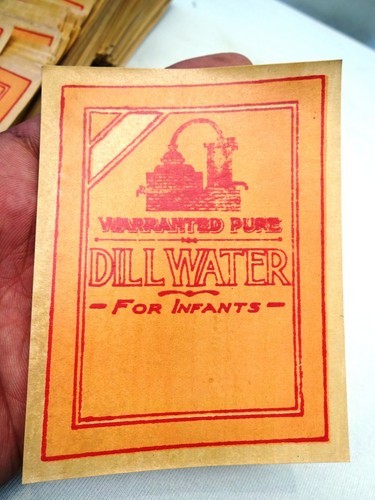 WARRANTED PURE
DILL WATER
- FOR INFANTS -